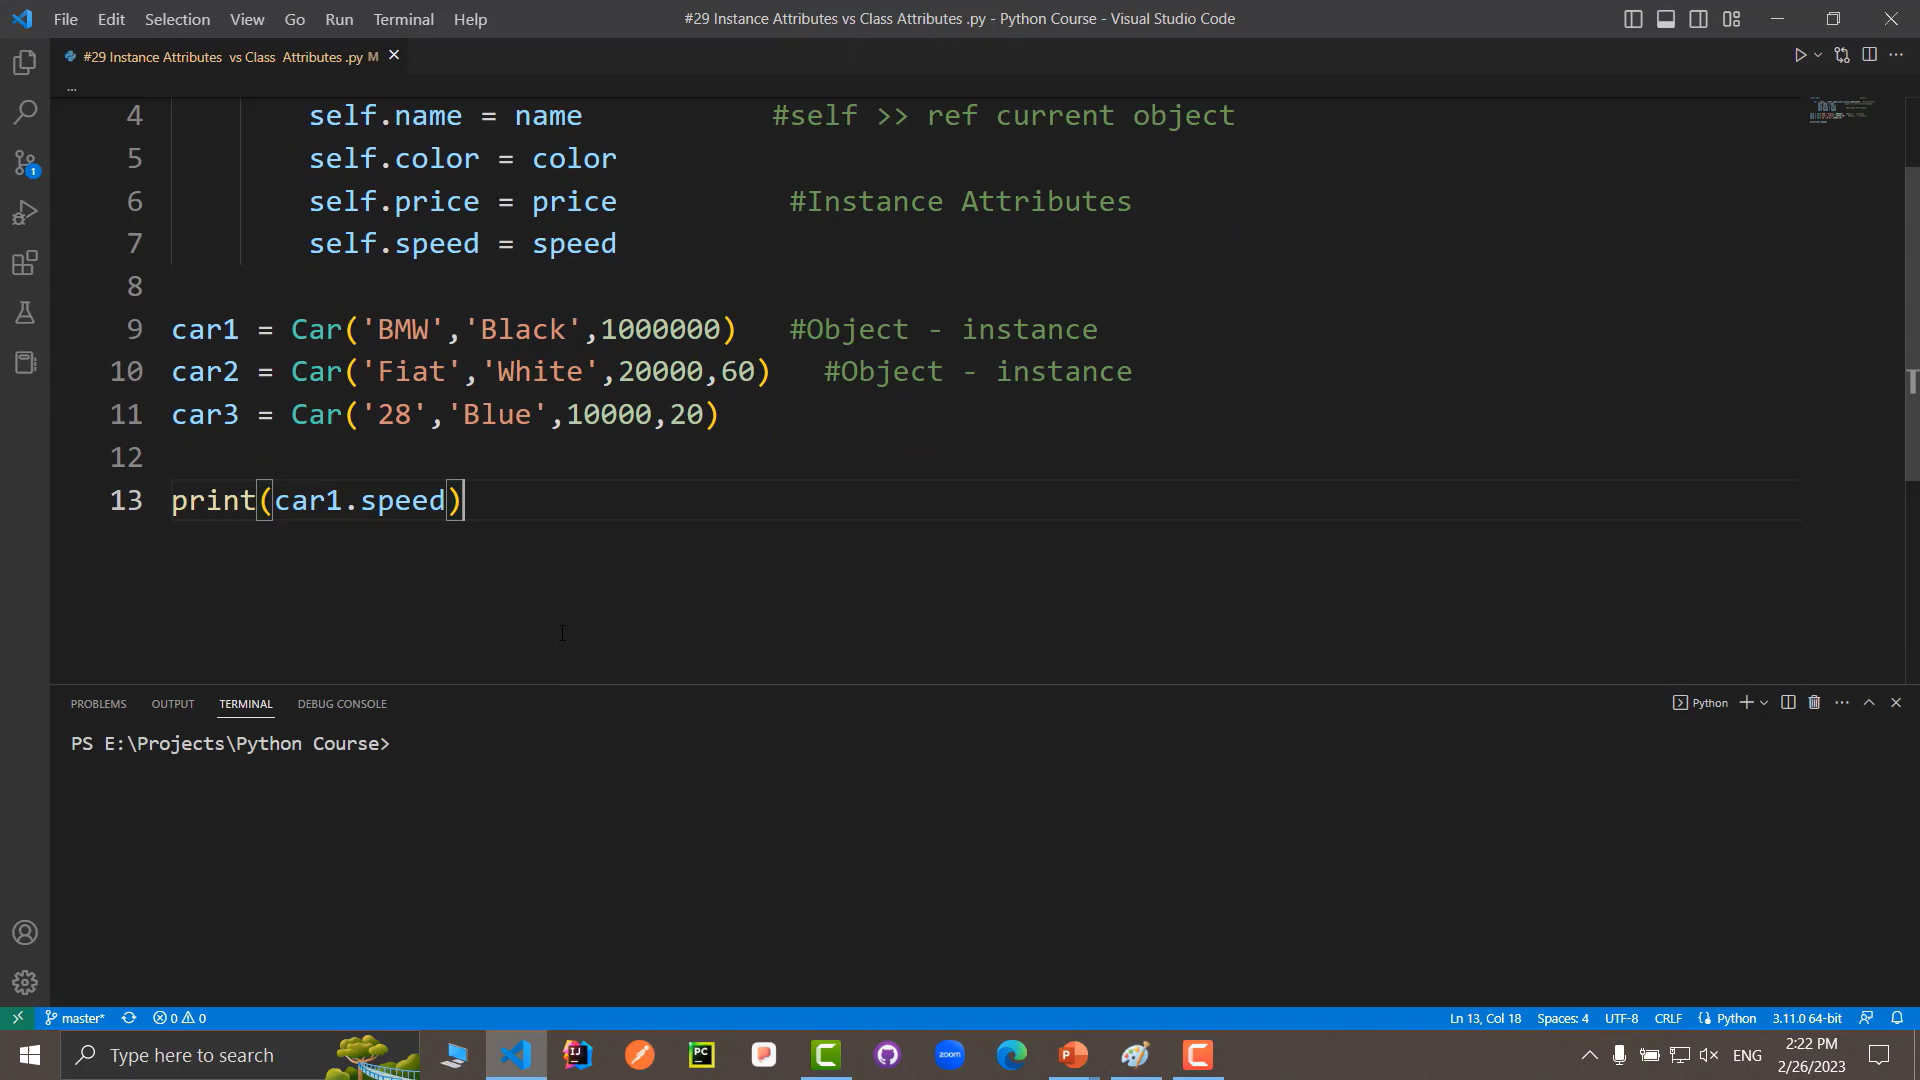 File Edit Selection View Go Run Terminal Help
#29 Instance Attributes vs Class Attributes .py - Python Course - Visual Studio Code
#29 Instance Attributes vs Class Attributes .py M
...
4 self.name = name #self >> ref current object
5 self.color = color
6 self.price = price #Instance Attributes
7 self.speed = speed
8
9 car1 = Car('BMW','Black',1000000) #Object - instance
10 car2 = Car('Fiat','White',20000,60) #Object - instance
11 car3 = Car('28','Blue',10000,20)
12
13 print(car1.speed)
PROBLEMS OUTPUT TERMINAL DEBUG CONSOLE
Python
PS E:\Projects\Python Course>
1
master* 0 0
Ln 13, Col 18 Spaces: 4 UTF-8 CRLF Python 3.11.0 64-bit
Type here to search
IJ
PC
P
C
zoom
P
C
ENG
2:22 PM
2/26/2023